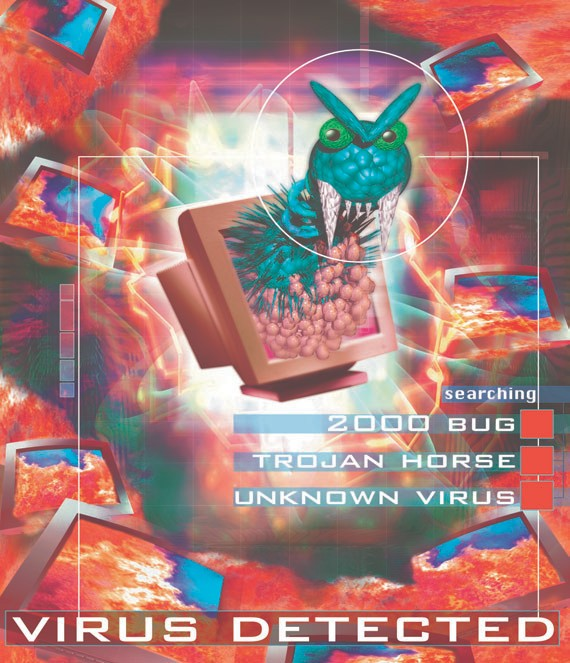 searching
2000 BUG
TROJAN HORSE
UNKNOWN VIRUS
VIRUS DETECTED